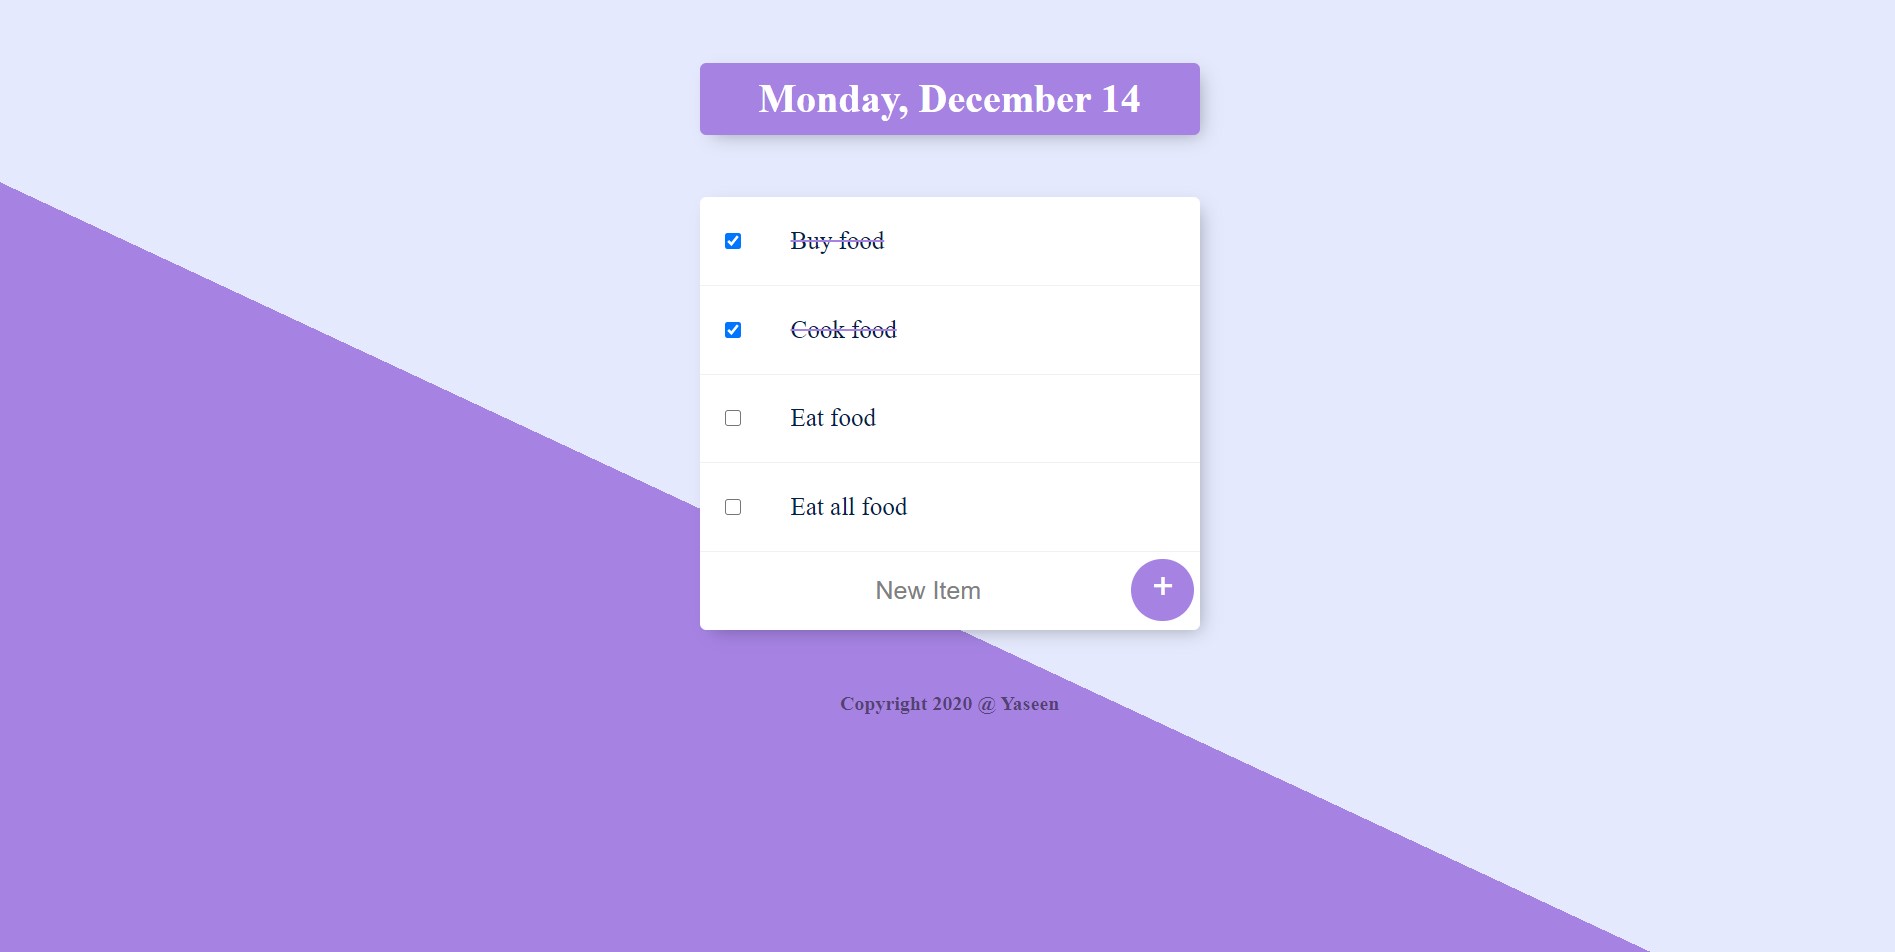 Monday, December 14
Buy food
Cook food
Eat food
Eat all food
New Item
+
Copyright 2020 @ Yaseen